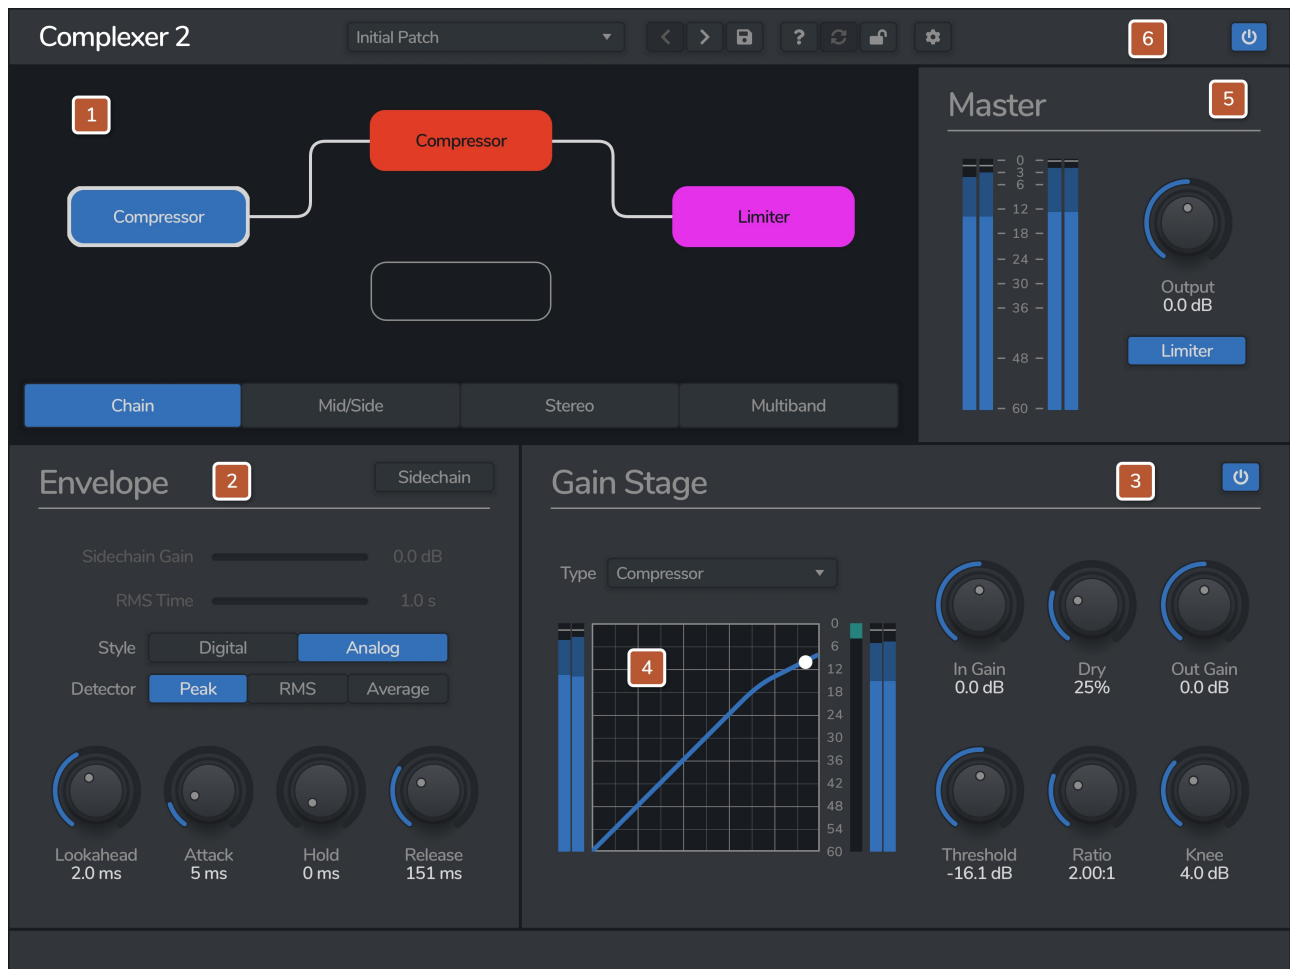 Complexer 2
Initial Patch
?
6
1
Compressor
Compressor
Limiter
Chain
Mid/Side
Stereo
Multiband
Master
5
0
3
6
12
18
24
30
36
48
60
Output
0.0 dB
Limiter
Envelope
2
Sidechain
Sidechain Gain
0.0 dB
RMS Time
1.0 s
Style
Digital
Analog
Detector
Peak
RMS
Average
Lookahead
2.0 ms
Attack
5 ms
Hold
0 ms
Release
151 ms
Gain Stage
3
Type
Compressor
4
0
6
12
18
24
30
36
42
48
54
60
In Gain
0.0 dB
Dry
25%
Out Gain
0.0 dB
Threshold
-16.1 dB
Ratio
2.00:1
Knee
4.0 dB